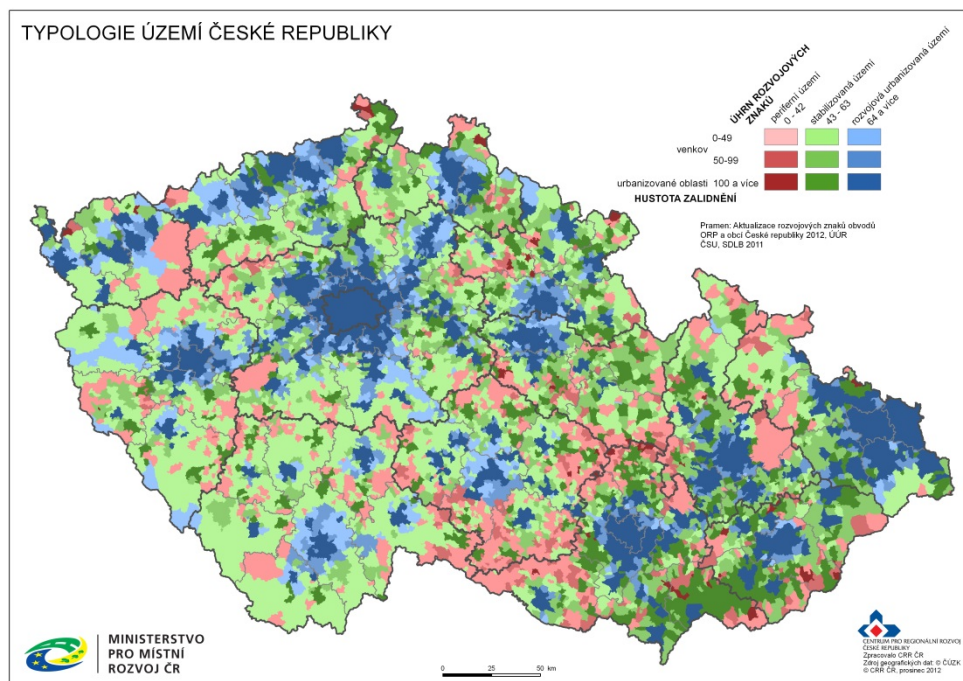 TYPOLOGIE ÚZEMÍ ČESKÉ REPUBLIKY
ÚHRN ROZVOJOVÝCH
ZNAKŮ
periferní území
0 - 42
stabilizovaná území
43 - 63
rozvojová urbanizovaná území
64 a více
0-49
venkov
50-99
urbanizované oblasti 100 a více
HUSTOTA ZALIDNĚNÍ
Pramen: Aktualizace rozvojových znaků obvodů
ORP a obcí České republiky 2012, ÚÚR
ČSU, SDLB 2011
MINISTERSTVO
PRO MÍSTNÍ
ROZVOJ ČR
0 25 50 km
CENTRUM PRO REGIONÁLNÍ ROZVOJ
ČESKÉ REPUBLIKY
Zpracovalo CRR ČR
Zdroj geografických dat: © ČÚZK
© CRR ČR, prosinec 2012